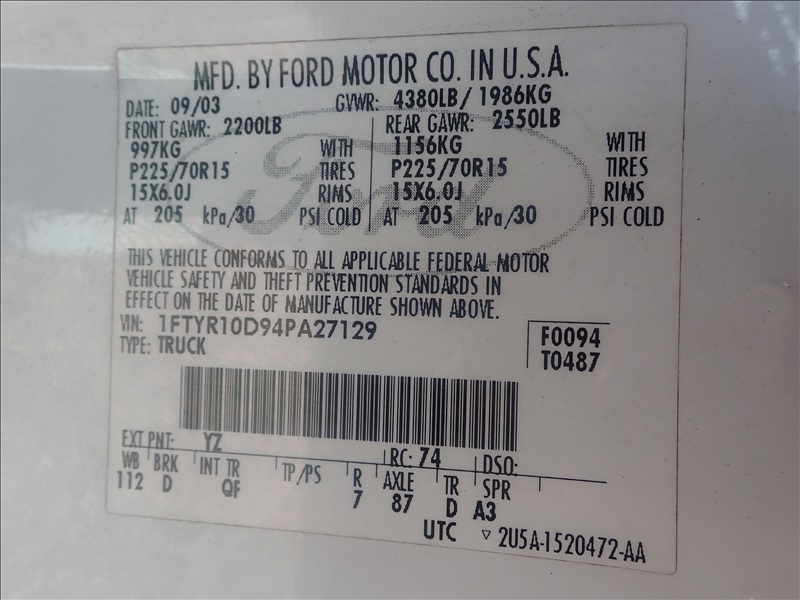 MFD. BY FORD MOTOR CO. IN U.S.A.
DATE: 09/03 GVWR: 4380LB/ 1986KG
FRONT GAWR: 2200LB REAR GAWR: 2550LB
997KG WITH 1156KG WITH
P225/70R15 TIRES P225/70R15 TIRES
15X6.0J RIMS 15X6.0J RIMS
AT 205 kPa/30 PSI COLD AT 205 kPa/30 PSI COLD
Ford
THIS VEHICLE CONFORMS TO ALL APPLICABLE FEDERAL MOTOR
VEHICLE SAFETY AND THEFT PREVENTION STANDARDS IN
EFFECT ON THE DATE OF MANUFACTURE SHOWN ABOVE.
VIN: 1FTYR10D94PA27129 F0094
TYPE: TRUCK T0487
EXT PNT: YZ RC: 74 DSO:
WB BRK INT TR TP/PS R AXLE TR SPR
112 D QF 7 87 D A3
UTC ▽ 2U5A-1520472-AA